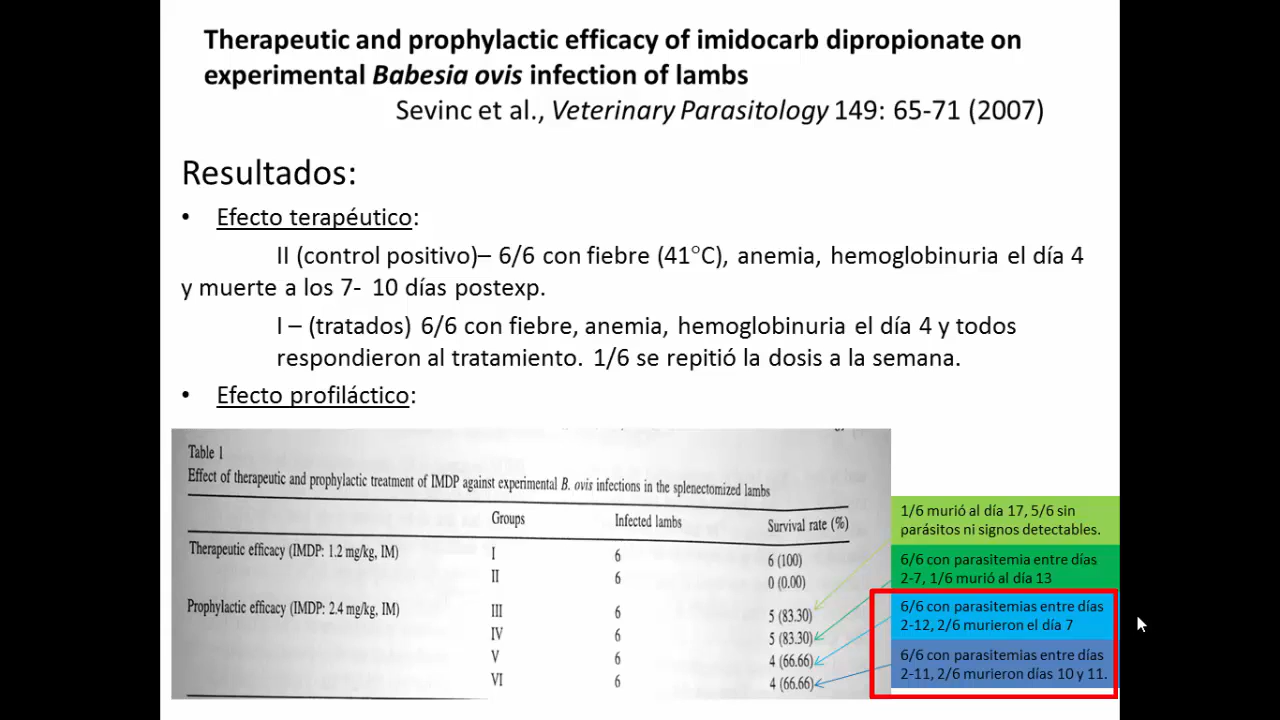 Therapeutic and prophylactic efficacy of imidocarb dipropionate on
experimental Babesia ovis infection of lambs
Sevinc et al., Veterinary Parasitology 149: 65-71 (2007)
Resultados:
• Efecto terapéutico:
II (control positivo)– 6/6 con fiebre (41°C), anemia, hemoglobinuria el día 4
y muerte a los 7- 10 días postexp.
I – (tratados) 6/6 con fiebre, anemia, hemoglobinuria el día 4 y todos
respondieron al tratamiento. 1/6 se repitió la dosis a la semana.
• Efecto profiláctico:
Table 1
Effect of therapeutic and prophylactic treatment of IMDP against experimental B. ovis infections in the splenectomized lambs
Groups Infected lambs Survival rate (%)
Therapeutic efficacy (IMDP: 1.2 mg/kg, IM) I 6 6 (100)
II 6 0 (0.00)
Prophylactic efficacy (IMDP: 2.4 mg/kg, IM) III 6 5 (83.30)
IV 6 5 (83.30)
V 6 4 (66.66)
VI 6 4 (66.66)
1/6 murió al día 17, 5/6 sin
parásitos ni signos detectables.
6/6 con parasitemia entre días
2-7, 1/6 murió al día 13
6/6 con parasitemias entre días
2-12, 2/6 murieron el día 7
6/6 con parasitemias entre días
2-11, 2/6 murieron días 10 y 11.